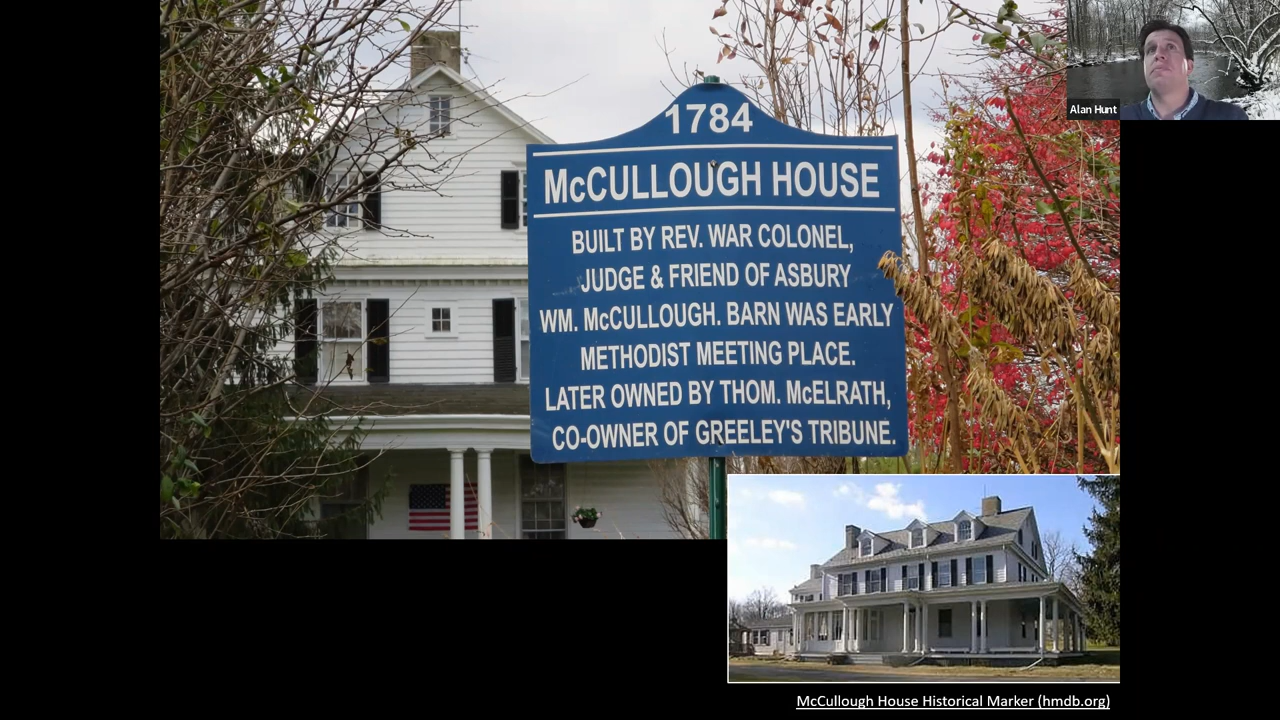 1784
McCULLOUGH HOUSE
BUILT BY REV. WAR COLONEL,
JUDGE & FRIEND OF ASBURY
WM. McCULLOUGH. BARN WAS EARLY
METHODIST MEETING PLACE.
LATER OWNED BY THOM. McELRATH,
CO-OWNER OF GREELEY'S TRIBUNE.
Alan Hunt
McCullough House Historical Marker (hmdb.org)